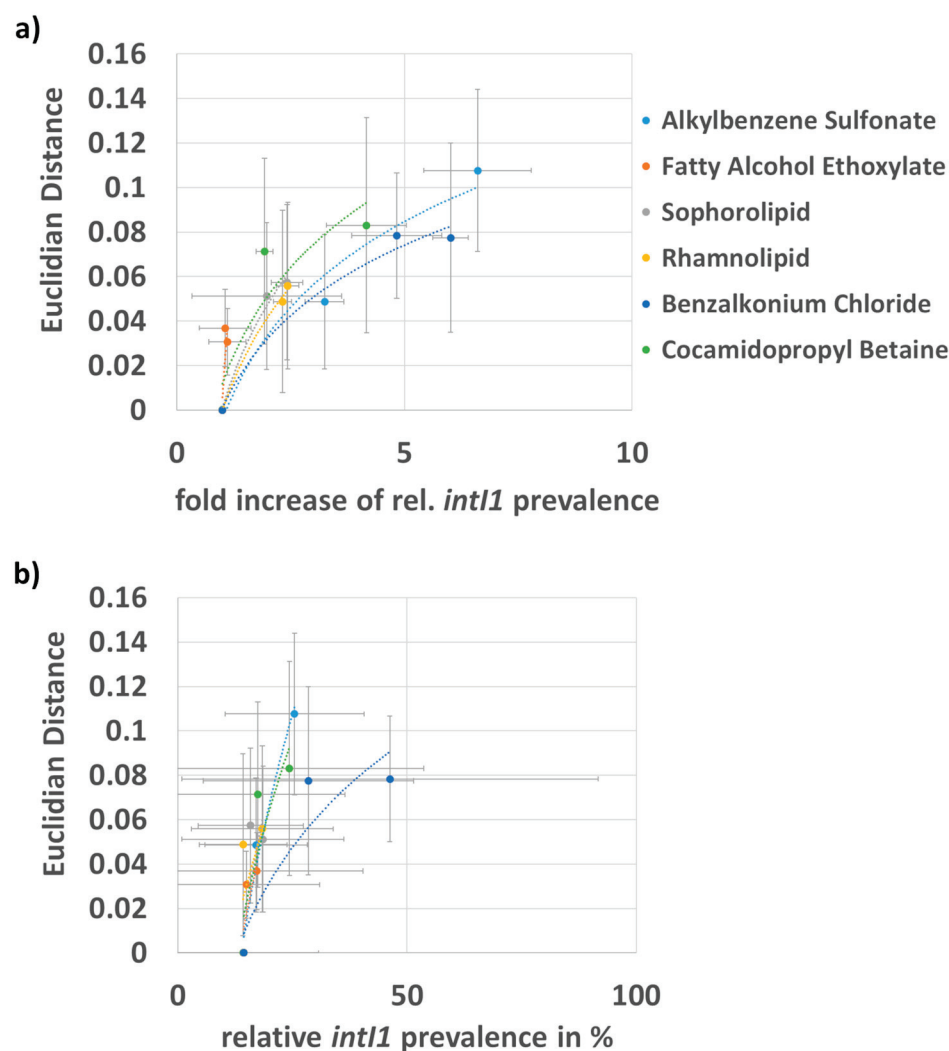 a)
0.16
0.14
0.12
0.1
0.08
0.06
0.04
0.02
0
Euclidian Distance
0 5 10
fold increase of rel. intI1 prevalence
Alkylbenzene Sulfonate
Fatty Alcohol Ethoxylate
Sophorolipid
Rhamnolipid
Benzalkonium Chloride
Cocamidopropyl Betaine
b)
0.16
0.14
0.12
0.1
0.08
0.06
0.04
0.02
0
Euclidian Distance
0 50 100
relative intI1 prevalence in %